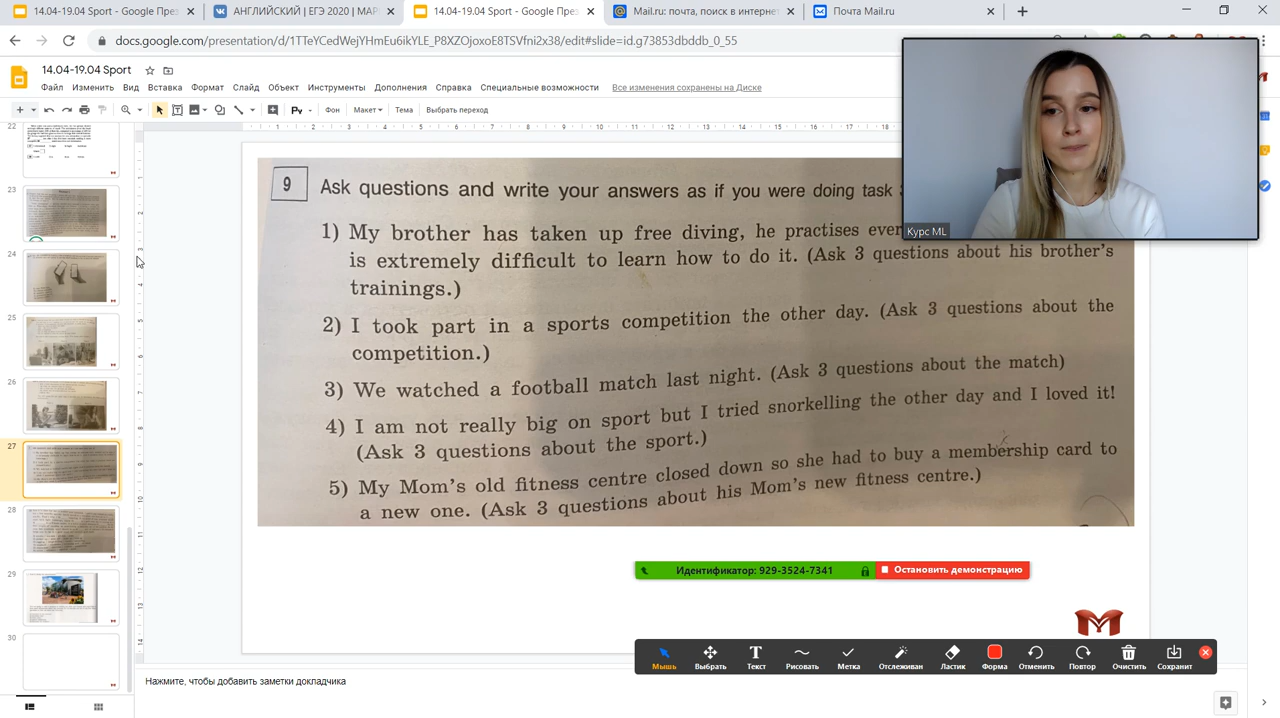 14.04-19.04 Sport - Google През
АНГЛИЙСКИЙ | ЕГЭ 2020 | МАР
14.04-19.04 Sport - Google През
Mail.ru: почта, поиск в интернет
Почта Mail.ru
docs.google.com/presentation/d/1TTeYCedWejYHmEu6ikYLE_P8XZOjoxoE8TSVfni2x38/edit#slide=id.g73853dbddb_0_55
14.04-19.04 Sport
Файл Изменить Вид Вставка Формат Слайд Объект Инструменты Дополнения Справка Специальные возможности Все изменения сохранены на Диске
Фон Макет Тема Выбрать переход
9 Ask questions and write your answers as if you were doing task
1) My brother has taken up free diving, he practises
is extremely difficult to learn how to do it. (Ask 3 questions about his brother's
trainings.)
2) I took part in a sports competition the other day. (Ask 3 questions about the
competition.)
3) We watched a football match last night. (Ask 3 questions about the match)
4) I am not really big on sport but I tried snorkelling the other day and I loved it!
(Ask 3 questions about the sport.)
5) My Mom's old fitness centre closed down so she had to buy a membership card to
a new one. (Ask 3 questions about his Mom's new fitness centre.)
Курс ML
22
23
24
25
26
27
28
29
30
Идентификатор: 929-3524-7341 Остановить демонстрацию
Мышь Выбрать Текст Рисовать Метка Отслеживан Ластик Форма Отменить Повтор Очистить Сохранит
Нажмите, чтобы добавить заметки докладчика